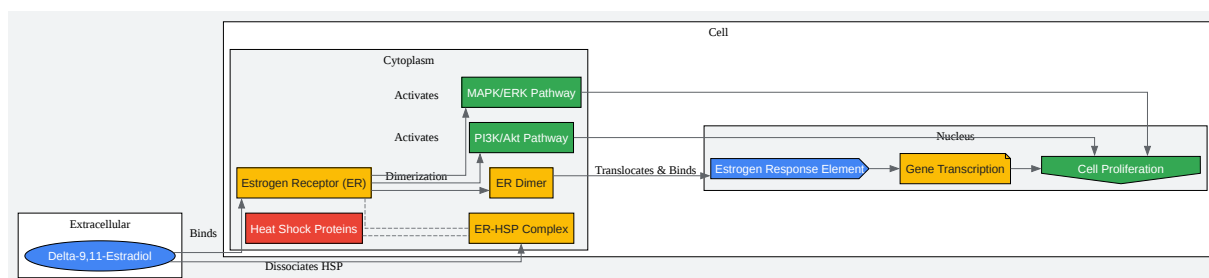 Cell
Cytoplasm
MAPK/ERK Pathway
Activates
PI3K/Akt Pathway
Activates
Nucleus
Estrogen Receptor (ER)
Dimerization
ER Dimer
Translocates & Binds
Estrogen Response Element
Gene Transcription
Cell Proliferation
Extracellular
Binds
Heat Shock Proteins
ER-HSP Complex
Delta-9,11-Estradiol
Dissociates HSP